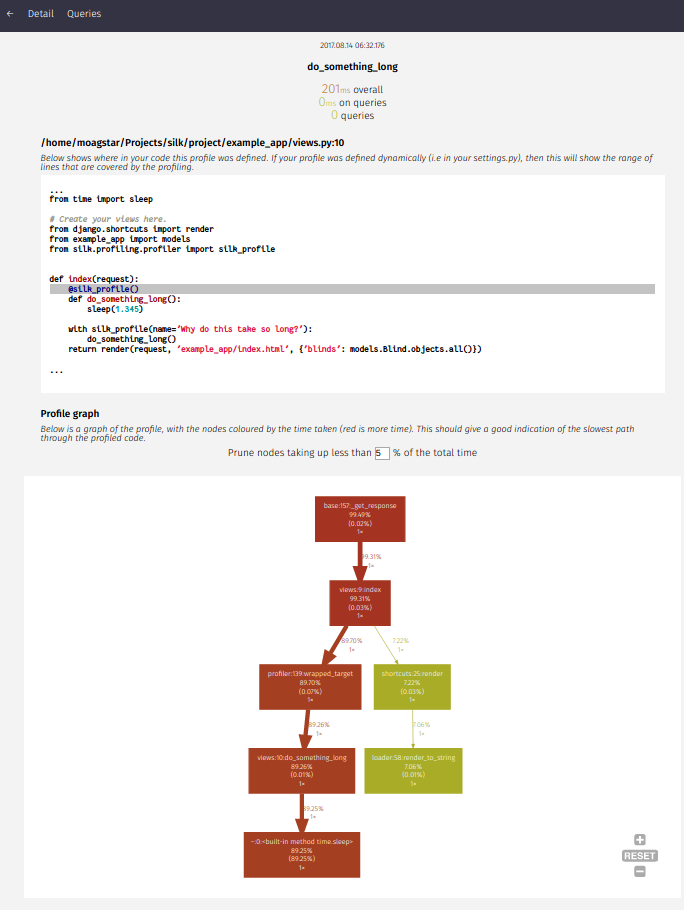 ← Detail Queries
2017.08.14 06:32.176
do_something_long
201ms overall
0ms on queries
0 queries
/home/moagstar/Projects/silk/project/example_app/views.py:10
Below shows where in your code this profile was defined. If your profile was defined dynamically (i.e in your settings.py), then this will show the range of
lines that are covered by the profiling.
...
from time import sleep
# Create your views here.
from django.shortcuts import render
from example_app import models
from silk.profiling.profiler import silk_profile
def index(request):
@silk_profile()
def do_something_long():
sleep(1.345)
with silk_profile(name='Why do this take so long?'):
do_something_long()
return render(request, 'example_app/index.html', {'blinds': models.Blind.objects.all()})
...
Profile graph
Below is a graph of the profile, with the nodes coloured by the time taken (red is more time). This should give a good indication of the slowest path
through the profiled code.
Prune nodes taking up less than 5 % of the total time
base:157:_get_response
99.49%
(0.02%)
1×
99.31%
1×
views:9:index
99.31%
(0.03%)
1×
89.70%
1×
7.22%
1×
profiler:139:wrapped_target
89.70%
(0.07%)
1×
shortcuts:25:render
7.22%
(0.03%)
1×
89.26%
1×
7.06%
1×
views:10:do_something_long
89.26%
(0.01%)
1×
loader:58:render_to_string
7.06%
(0.01%)
1×
89.25%
1×
~:0:<built-in method time.sleep>
89.25%
(89.25%)
1×
RESET